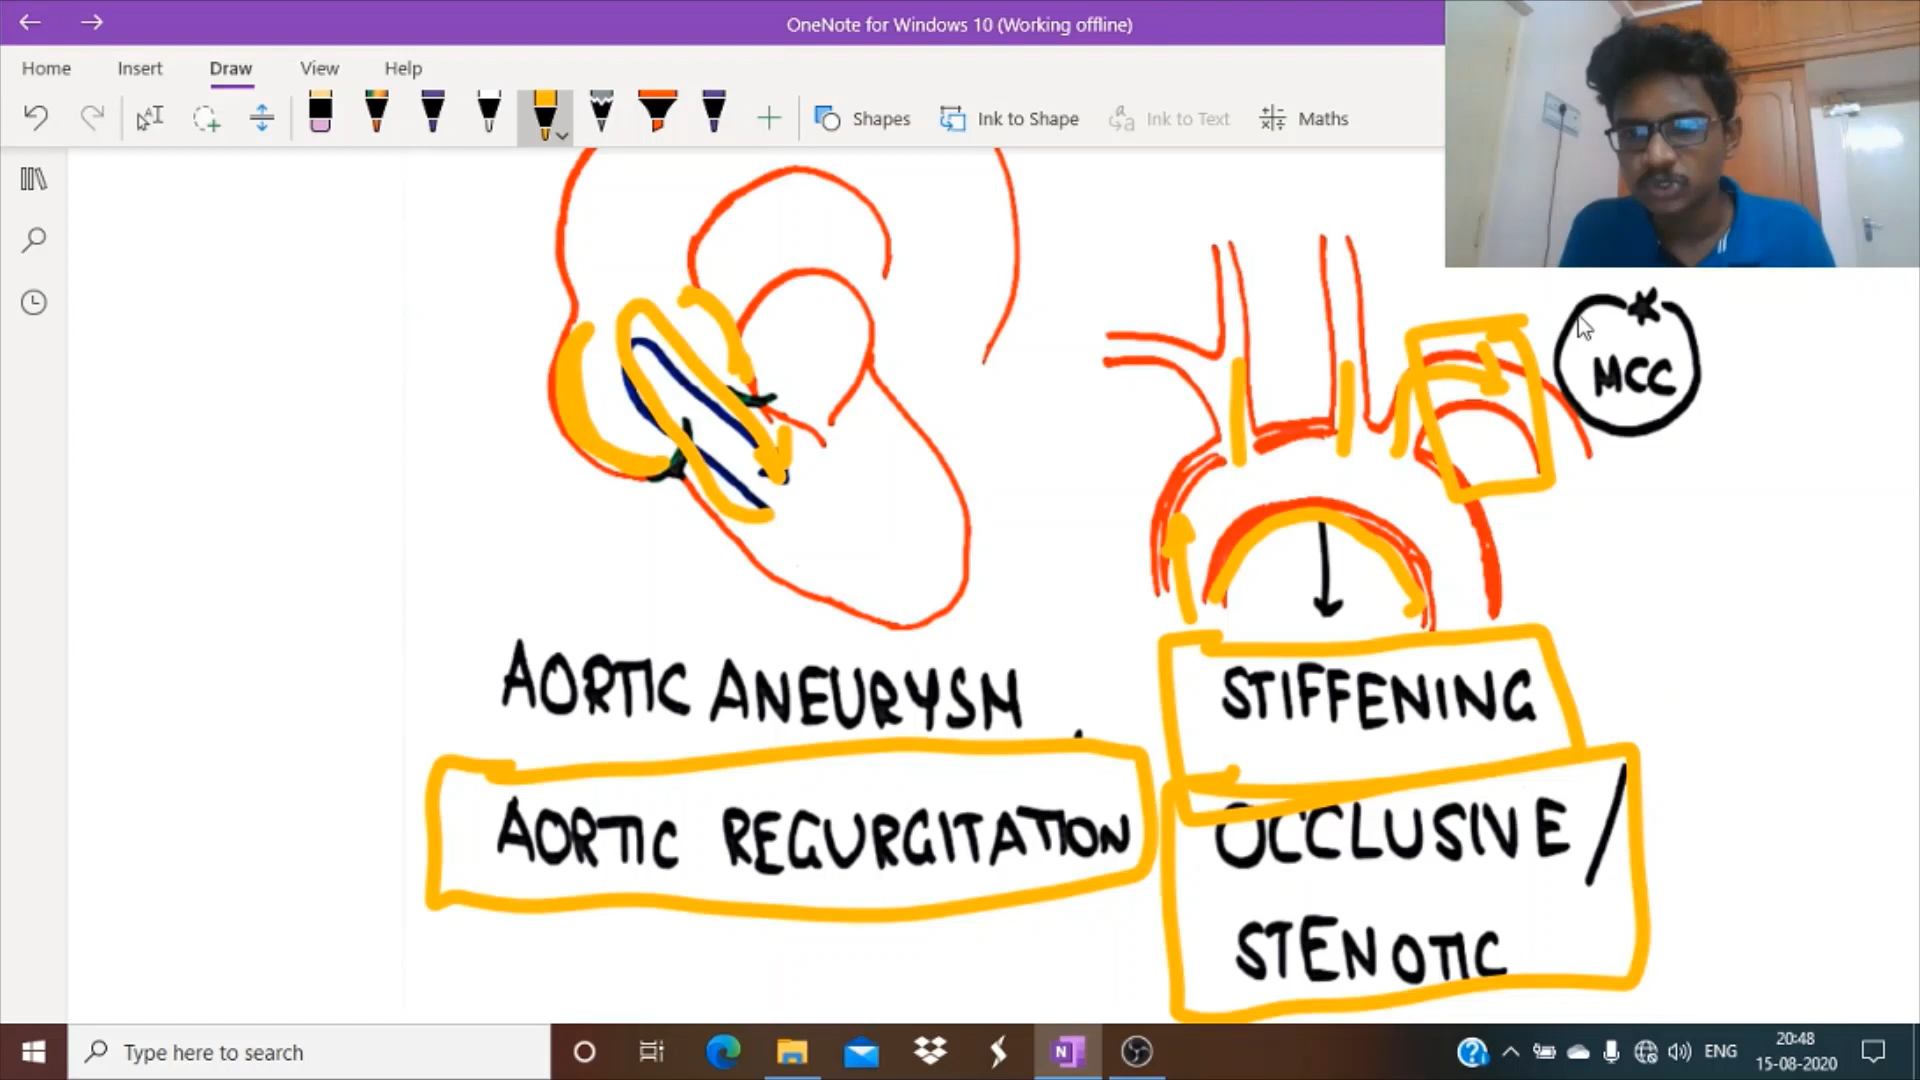 OneNote for Windows 10 (Working offline)
Home Insert Draw View Help
Shapes Ink to Shape Ink to Text Maths
MCC
AORTIC ANEURYSM
STIFFENING
AORTIC REGURGITATION
OCCLUSIVE/
STENOTIC
Type here to search
ENG
20:48
15-08-2020